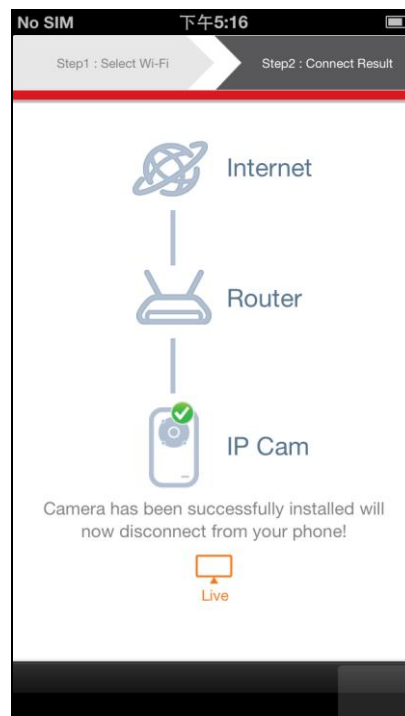 No SIM 下午5:16
Step1 : Select Wi-Fi Step2 : Connect Result
Internet
Router
IP Cam
Camera has been successfully installed will
now disconnect from your phone!
Live